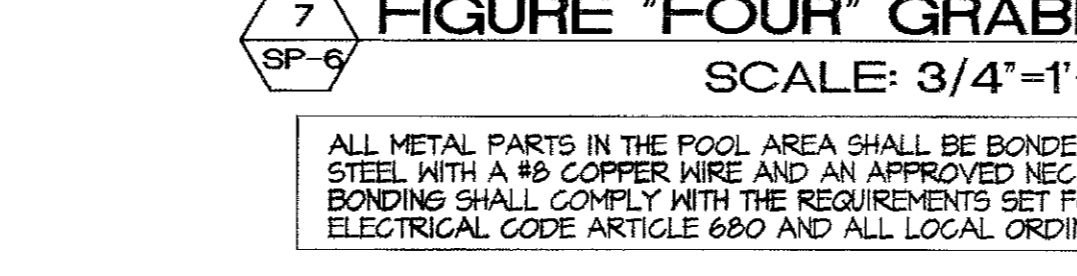 7 FIGURE "FOUR" GRAB
SP-6
SCALE: 3/4"=1'
ALL METAL PARTS IN THE POOL AREA SHALL BE BONDE
STEEL WITH A #8 COPPER WIRE AND AN APPROVED NEC
BONDING SHALL COMPLY WITH THE REQUIREMENTS SET F
ELECTRICAL CODE ARTICLE 680 AND ALL LOCAL ORDIN